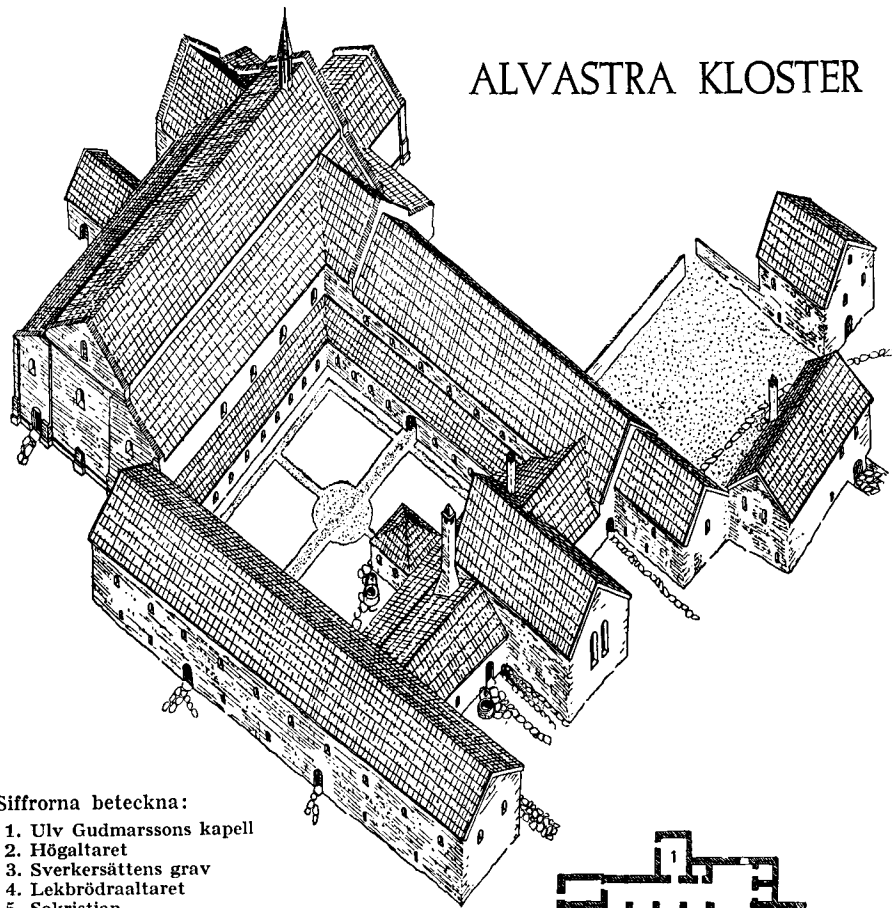 ALVASTRA KLOSTER
Siffrorna beteckna:
1. Ulv Gudmarssons kapell
2. Högaltaret
3. Sverkersättens grav
4. Lekbrödraaltaret
1